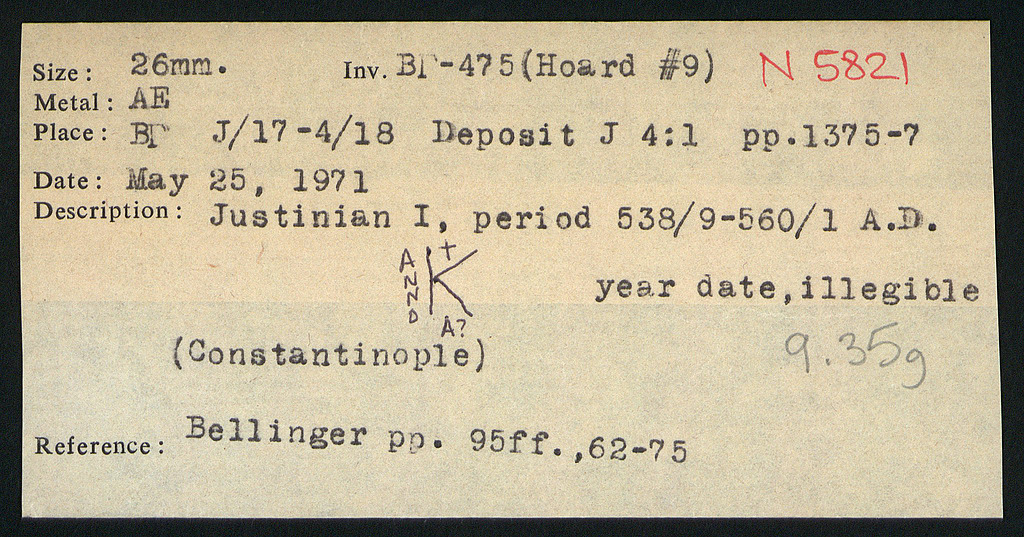 Size: 26mm. Inv. BΓ-475(Hoard #9) N 5821
Metal: AE
Place: BΓ J/17-4/18 Deposit J 4:1 pp.1375-7
Date: May 25, 1971
Description: Justinian I, period 538/9-560/1 A.D.
ANNO K + A? year date, illegible
(Constantinople) 9.35g
Reference: Bellinger pp. 95ff.,62-75